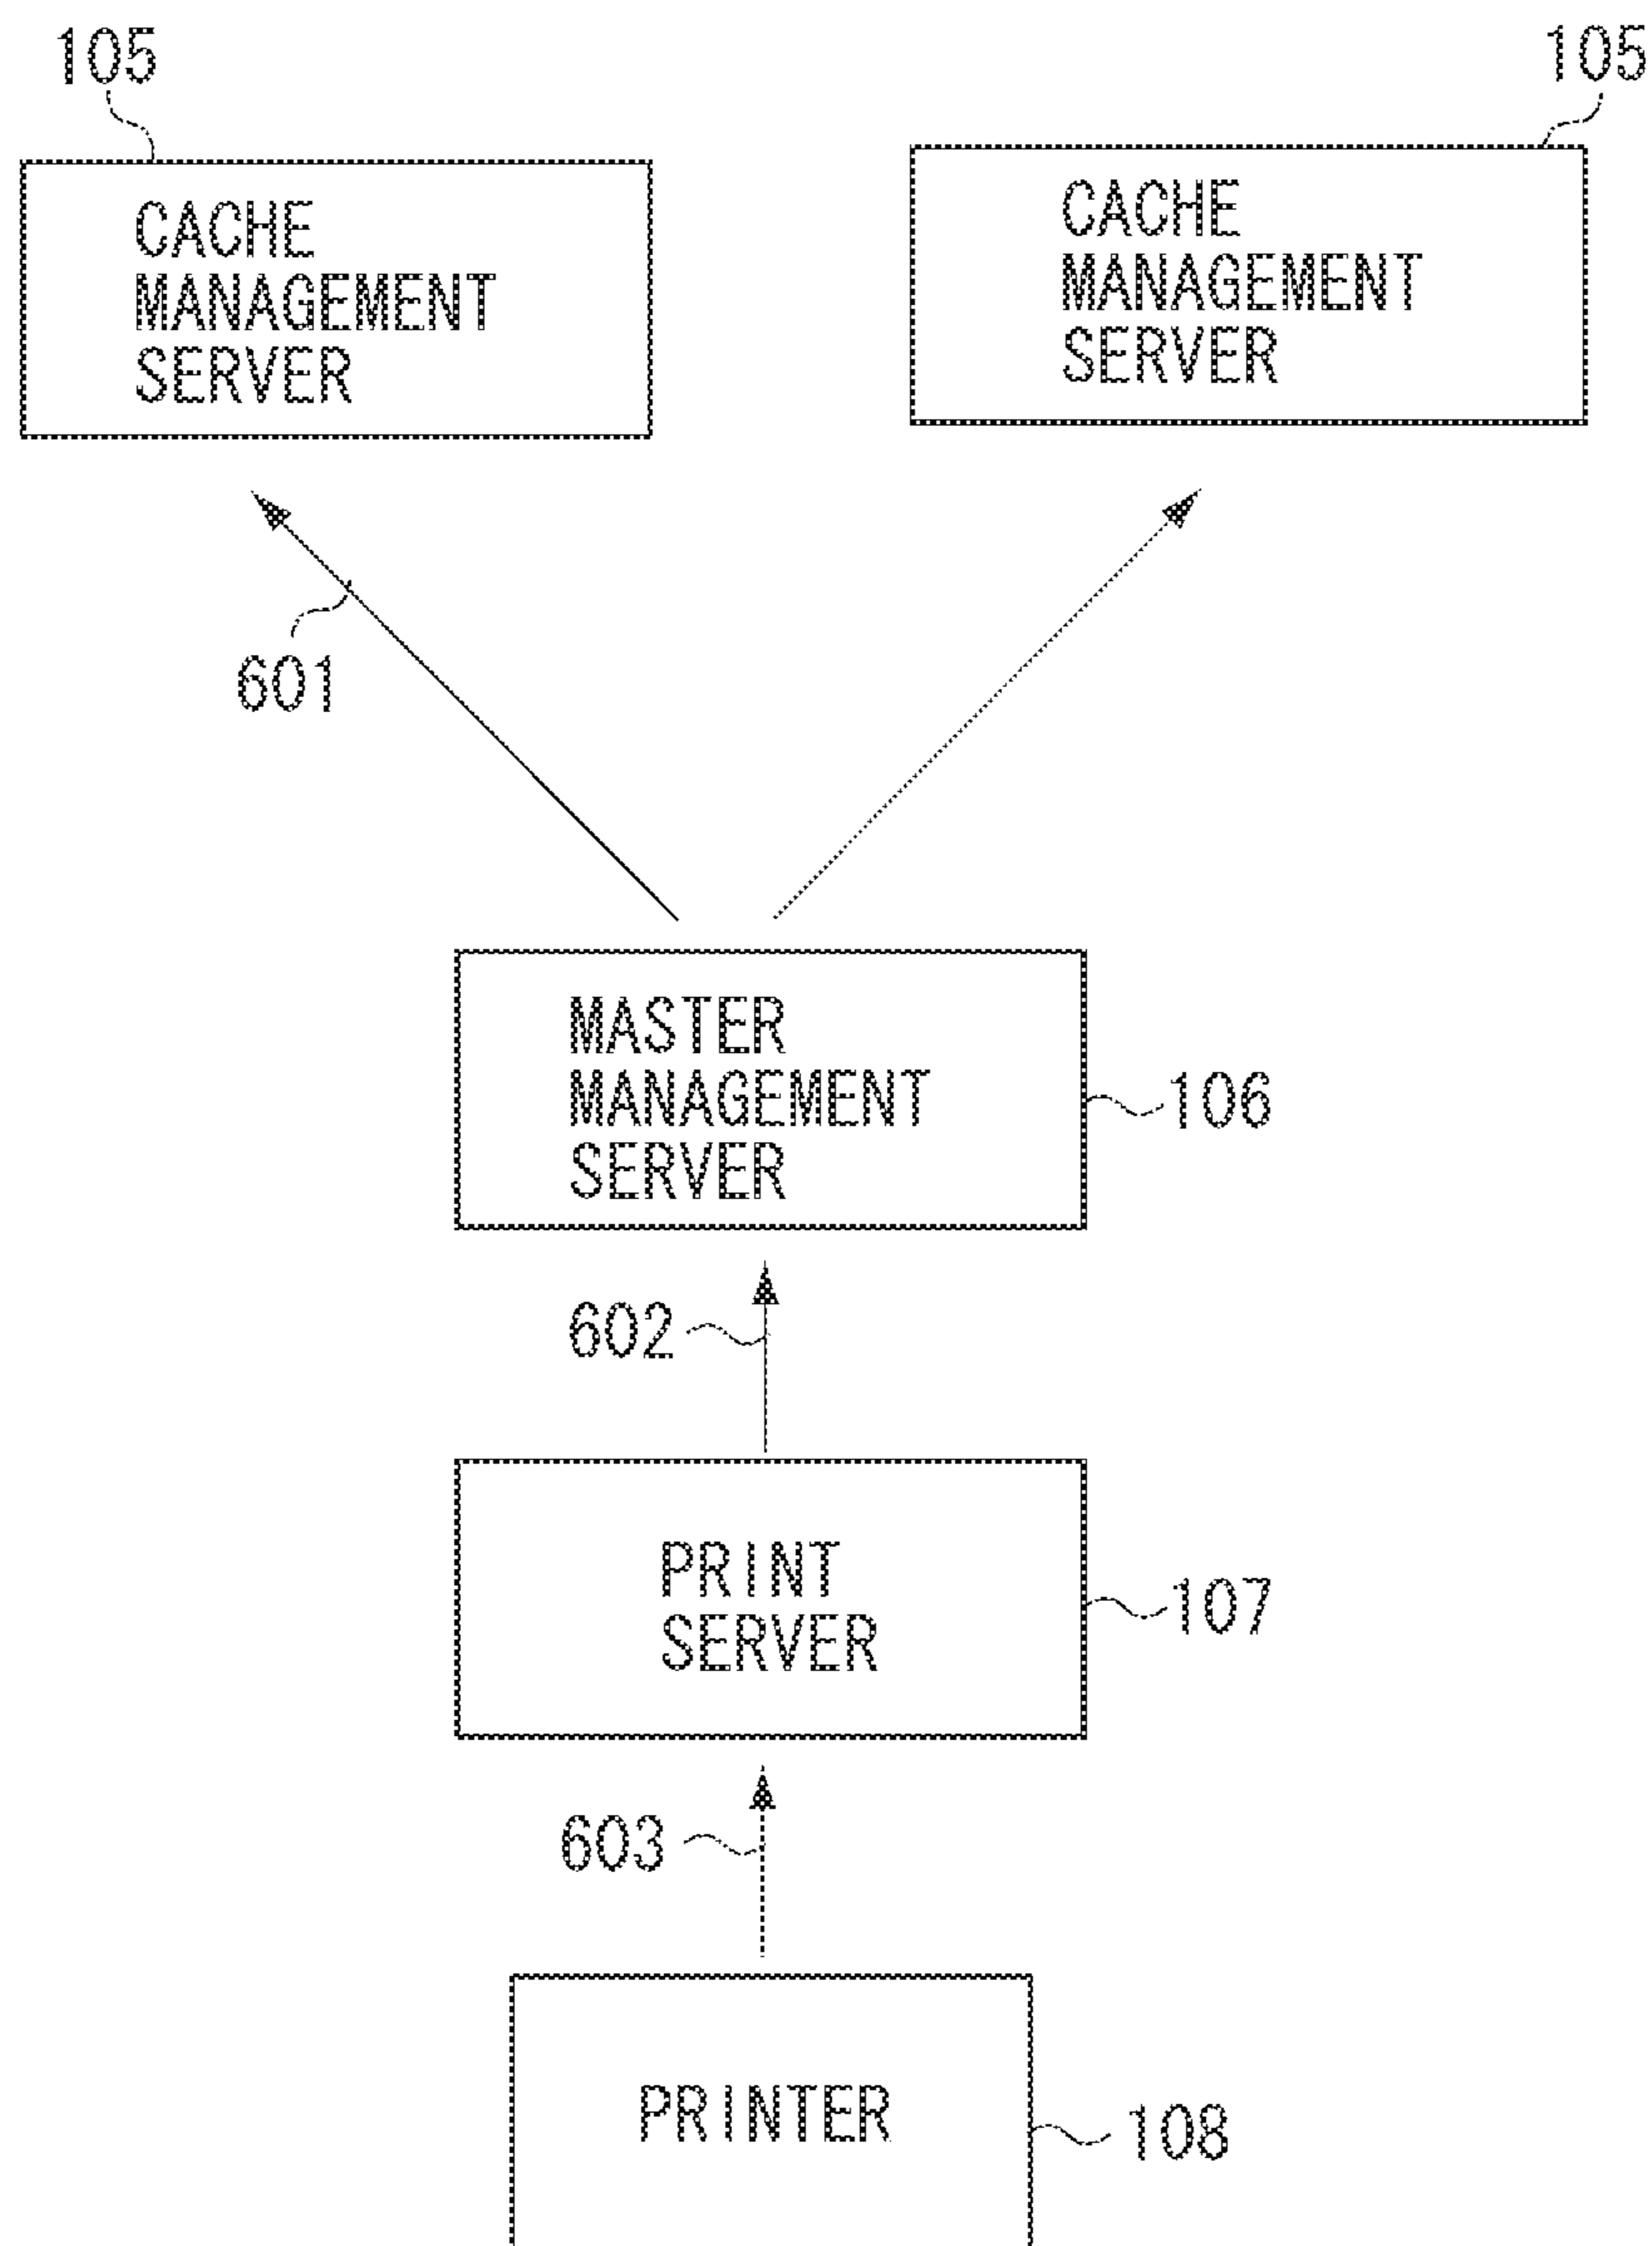 105
105
CACHE
MANAGEMENT
SERVER
CACHE
MANAGEMENT
SERVER
601
MASTER
MANAGEMENT
SERVER
106
602
PRINT
SERVER
107
603
PRINTER
108